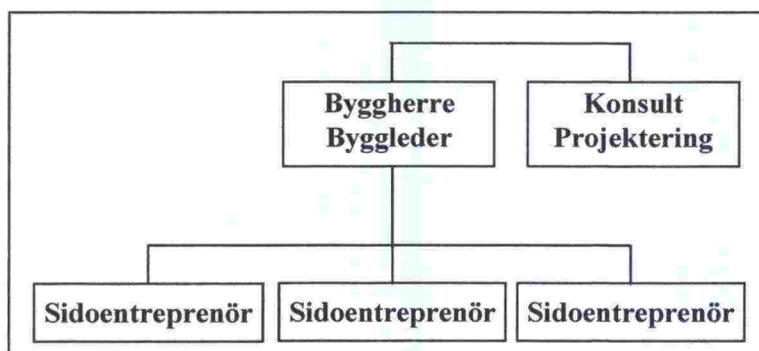 Byggherre
Byggleder
Konsult
Projektering
Sidoentreprenör
Sidoentreprenör
Sidoentreprenör